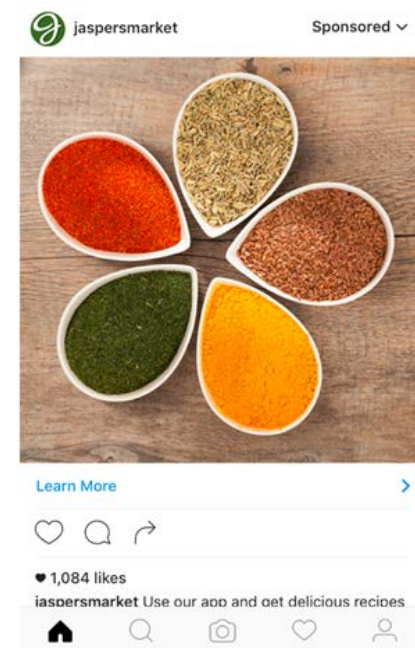 jaspersmarket
Sponsored
Learn More
1,084 likes
jaspersmarket Use our app and get delicious recipes